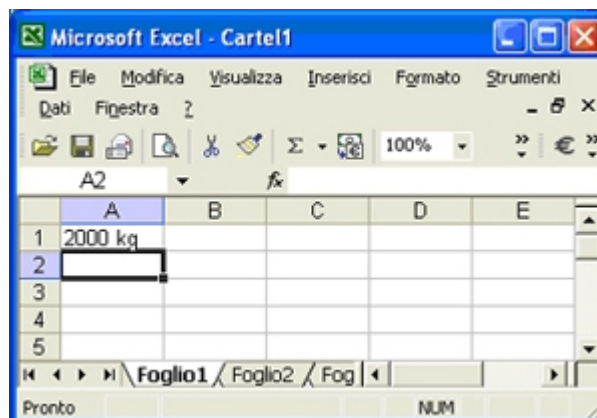 Microsoft Excel - Cartel1
File Modifica Visualizza Inserisci Formato Strumenti
Dati Finestra ?
Σ 100% » € »
A2 fx
A B C D E
1 2000 kg
2
3
4
5
Foglio1 Foglio2 Fog
Pronto NUM